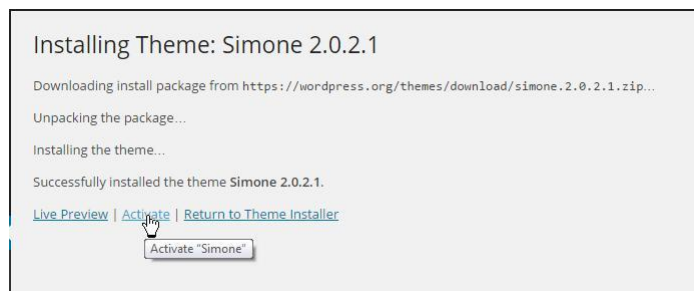 Installing Theme: Simone 2.0.2.1
Downloading install package from https://wordpress.org/themes/download/simone.2.0.2.1.zip…
Unpacking the package…
Installing the theme…
Successfully installed the theme Simone 2.0.2.1.
Live Preview | Activate | Return to Theme Installer
Activate "Simone"